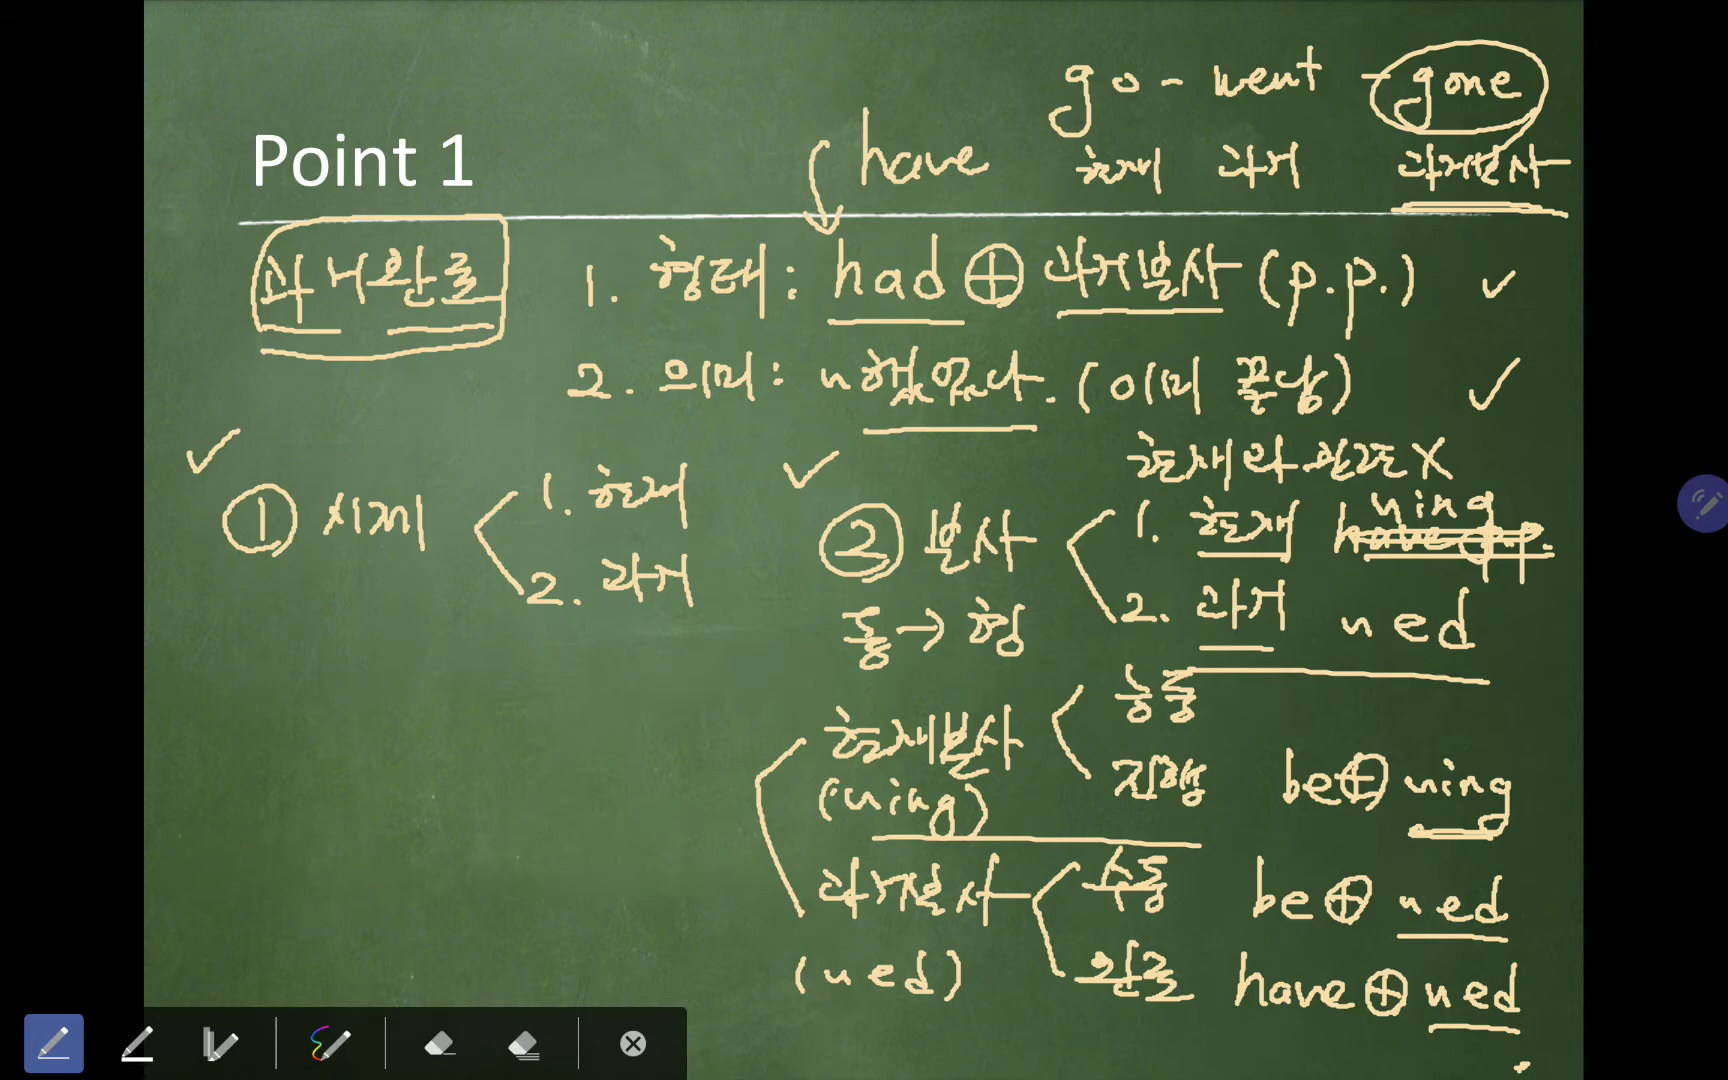 go - went - gone
Point 1
have
현재 과거 과거분사
과거완료
1. 형태 : had ⊕ 과거분사 (p.p.)
2. 의미 : ~했었다. (이미 끝남)
현재완료 X
① 시제
1. 현재
2. 과거
② 분사
1. 현재 ~ing
2. 과거 ~ed
동 → 형
현재분사
(~ing)
능동
진행 be ⊕ ~ing
과거분사
(~ed)
수동 be ⊕ ~ed
완료 have ⊕ ~ed